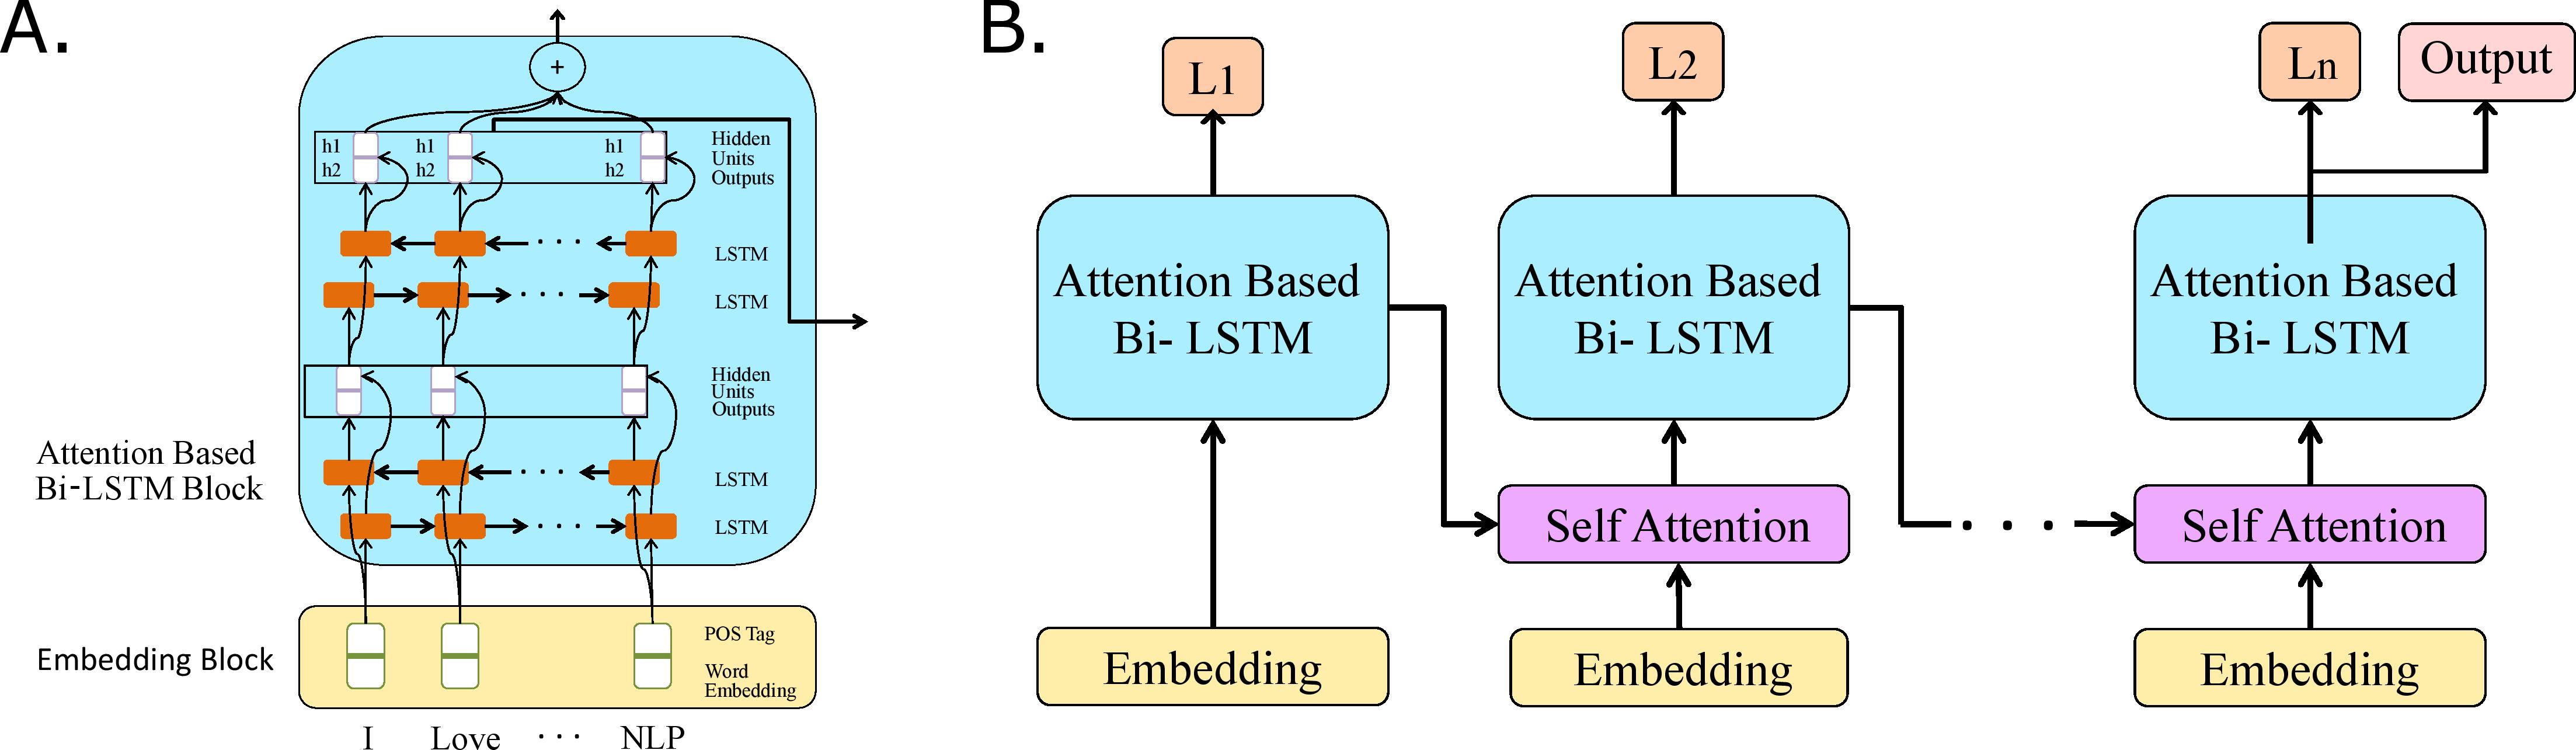 A.
+
h1
h2
h1
h2
h1
h2
Hidden
Units
Outputs
LSTM
LSTM
Hidden
Units
Outputs
LSTM
LSTM
Attention Based
Bi-LSTM Block
Embedding Block
POS Tag
Word
Embedding
I Love · · · NLP
B.
L1
L2
Ln
Output
Attention Based
Bi- LSTM
Attention Based
Bi- LSTM
Attention Based
Bi- LSTM
Self Attention
Self Attention
Embedding
Embedding
Embedding